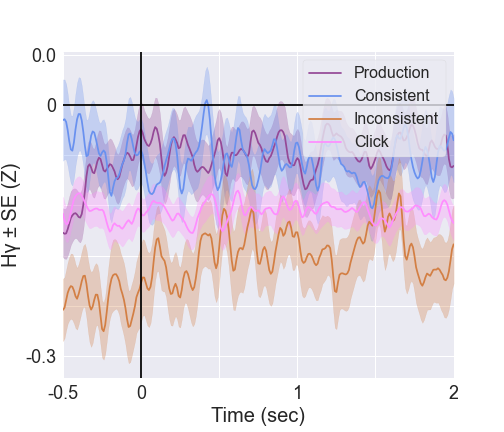 0.0
Production
Consistent
0
Inconsistent
Click
Hγ ± SE (Z)
-0.3
-0.5
0
1
2
Time (sec)